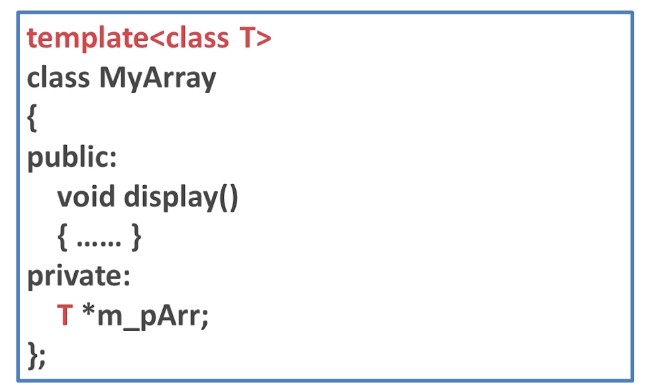 template<class T>
class MyArray
{
public:
void display()
{ …… }
private:
T *m_pArr;
};